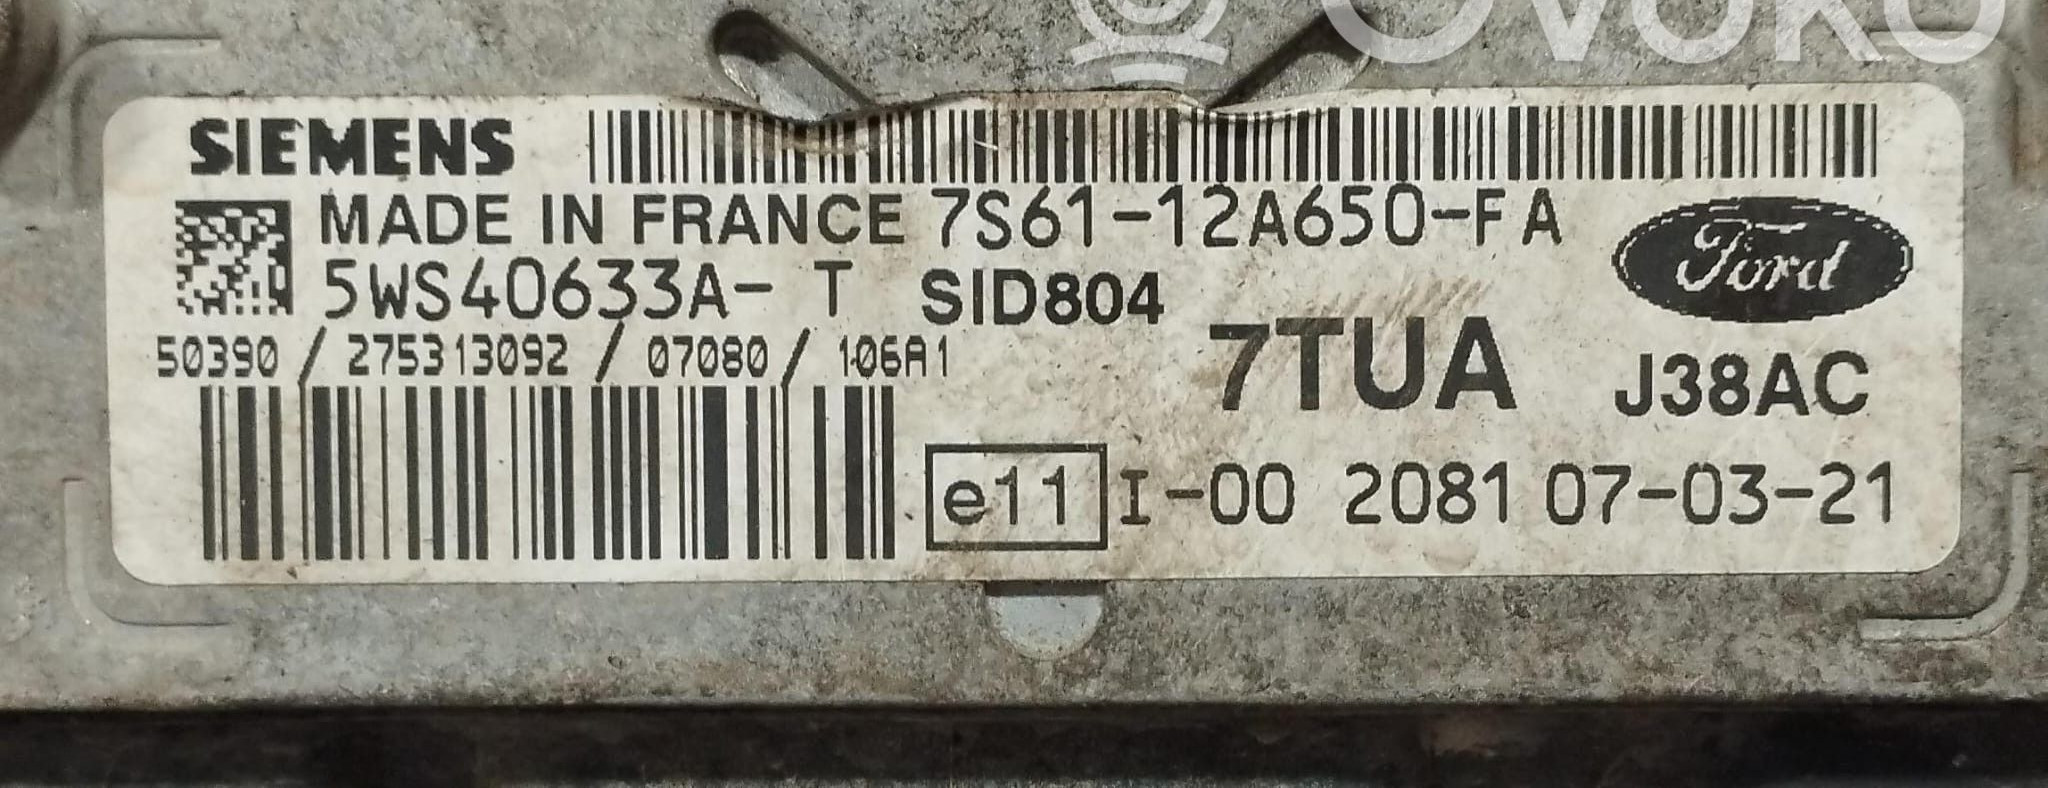 OVOKO
SIEMENS
MADE IN FRANCE 7S61-12A650-FA
Ford
5WS40633A-T SID804
50390/275313092/07080/106A1
7TUA J38AC
e11 I-00 2081 07-03-21